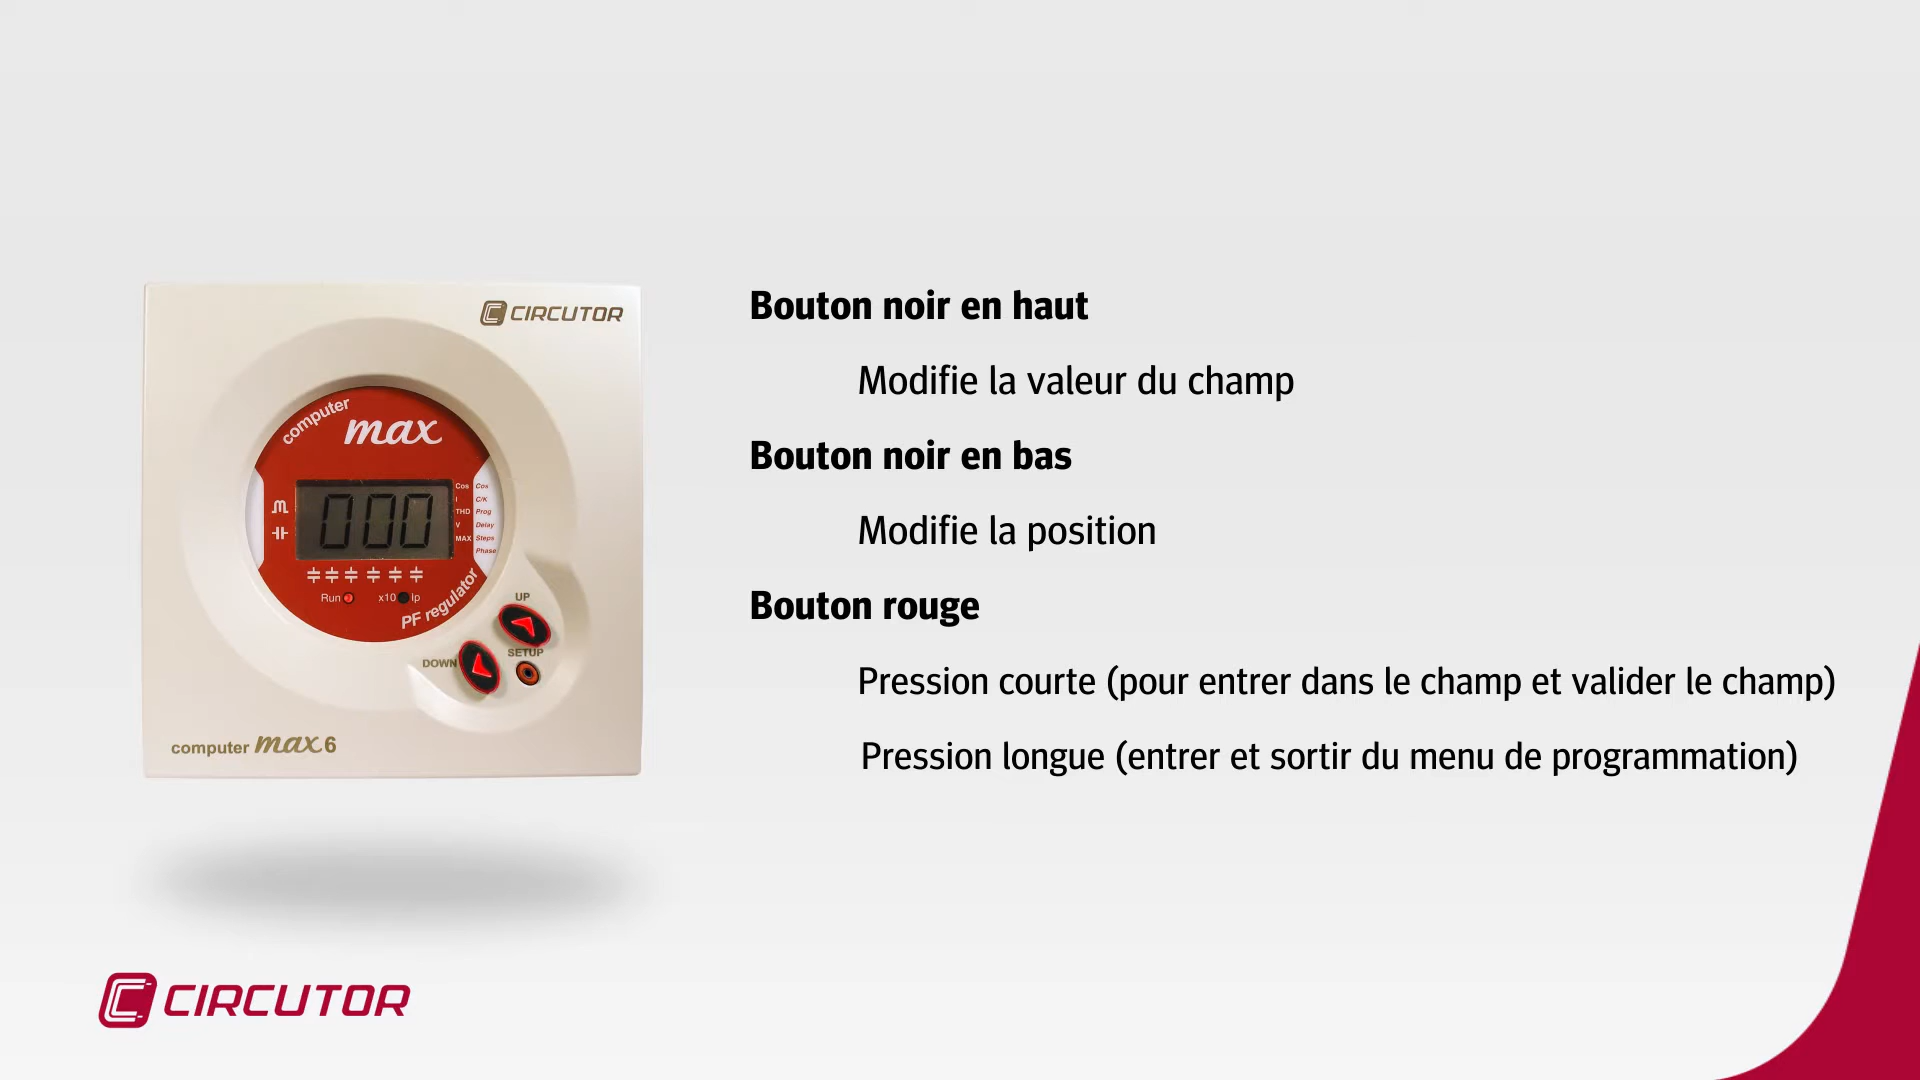 CIRCUTOR
computer
max
000
Cos Cos
I C/K
THD Prog
V Delay
MAX Steps
Phase
Run x10 Ip
PF regulator
UP
DOWN
SETUP
computer max 6
Bouton noir en haut
Modifie la valeur du champ
Bouton noir en bas
Modifie la position
Bouton rouge
Pression courte (pour entrer dans le champ et valider le champ)
Pression longue (entrer et sortir du menu de programmation)
CIRCUTOR